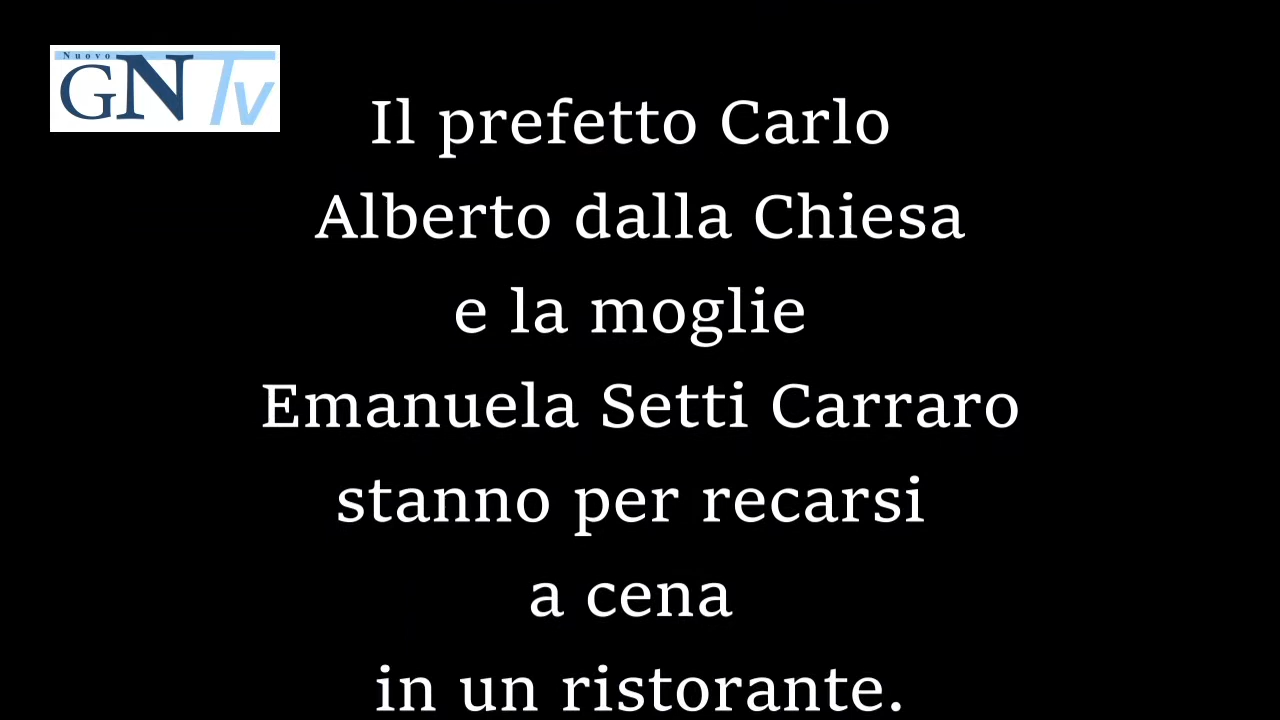 Nuovo
GN Tv
Il prefetto Carlo
Alberto dalla Chiesa
e la moglie
Emanuela Setti Carraro
stanno per recarsi
a cena
in un ristorante.